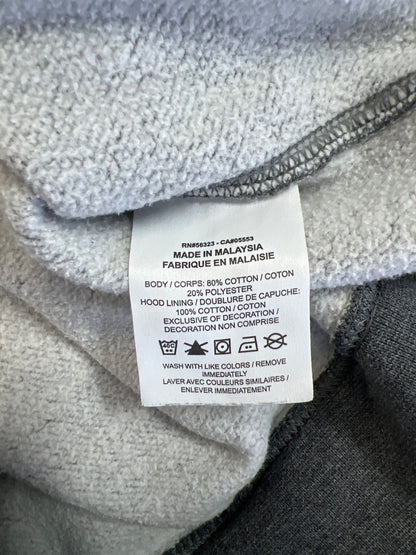 RN#56323 - CA#05553
MADE IN MALAYSIA
FABRIQUE EN MALAISIE
BODY / CORPS: 80% COTTON / COTON
20% POLYESTER
HOOD LINING / DOUBLURE DE CAPUCHE:
100% COTTON / COTON
EXCLUSIVE OF DECORATION /
DECORATION NON COMPRISE
WASH WITH LIKE COLORS / REMOVE
IMMEDIATELY
LAVER AVEC COULEURS SIMILAIRES /
ENLEVER IMMEDIATEMENT